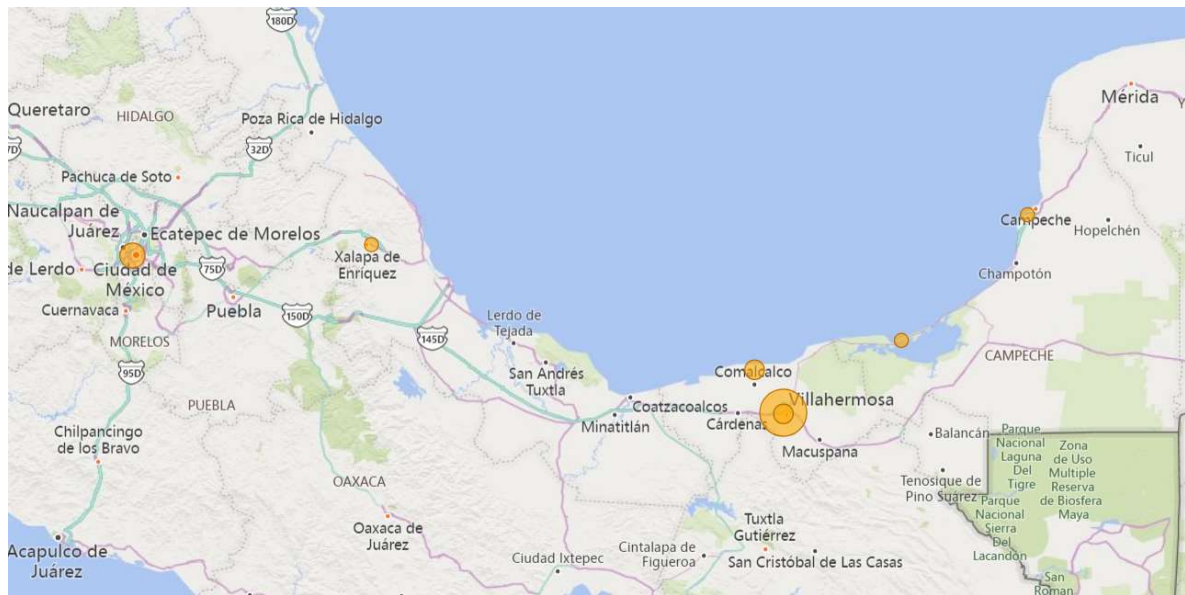 180D
Mérida
Y
Queretaro
HIDALGO
Poza Rica de Hidalgo
7D
32D
Ticul
Pachuca de Soto
Naucalpan de
Juárez
Ecatepec de Morelos
Campeche
Hopelchén
Xalapa de
Enríquez
de Lerdo
Ciudad de
México
75D
Champotón
Cuernavaca
Puebla
150D
Lerdo de
Tejada
145D
MORELOS
CAMPECHE
San Andrés
Tuxtla
Comalcalco
95D
Villahermosa
PUEBLA
Coatzacoalcos
Minatitlán
Cárdenas
Chilpancingo
de los Bravo
Macuspana
Balancán
Parque
Nacional
Laguna
Del
Tigre
Zona
de Uso
Multiple
Reserva
de Biosfera
Maya
Tenosique de
Pino Suárez
OAXACA
Parque
Nacional
Sierra
Del
Lacandón
Oaxaca de
Juárez
Tuxtla
Gutiérrez
Acapulco de
Juárez
Ciudad Ixtepec
Cintalapa de
Figueroa
San Cristóbal de Las Casas
San
Roman